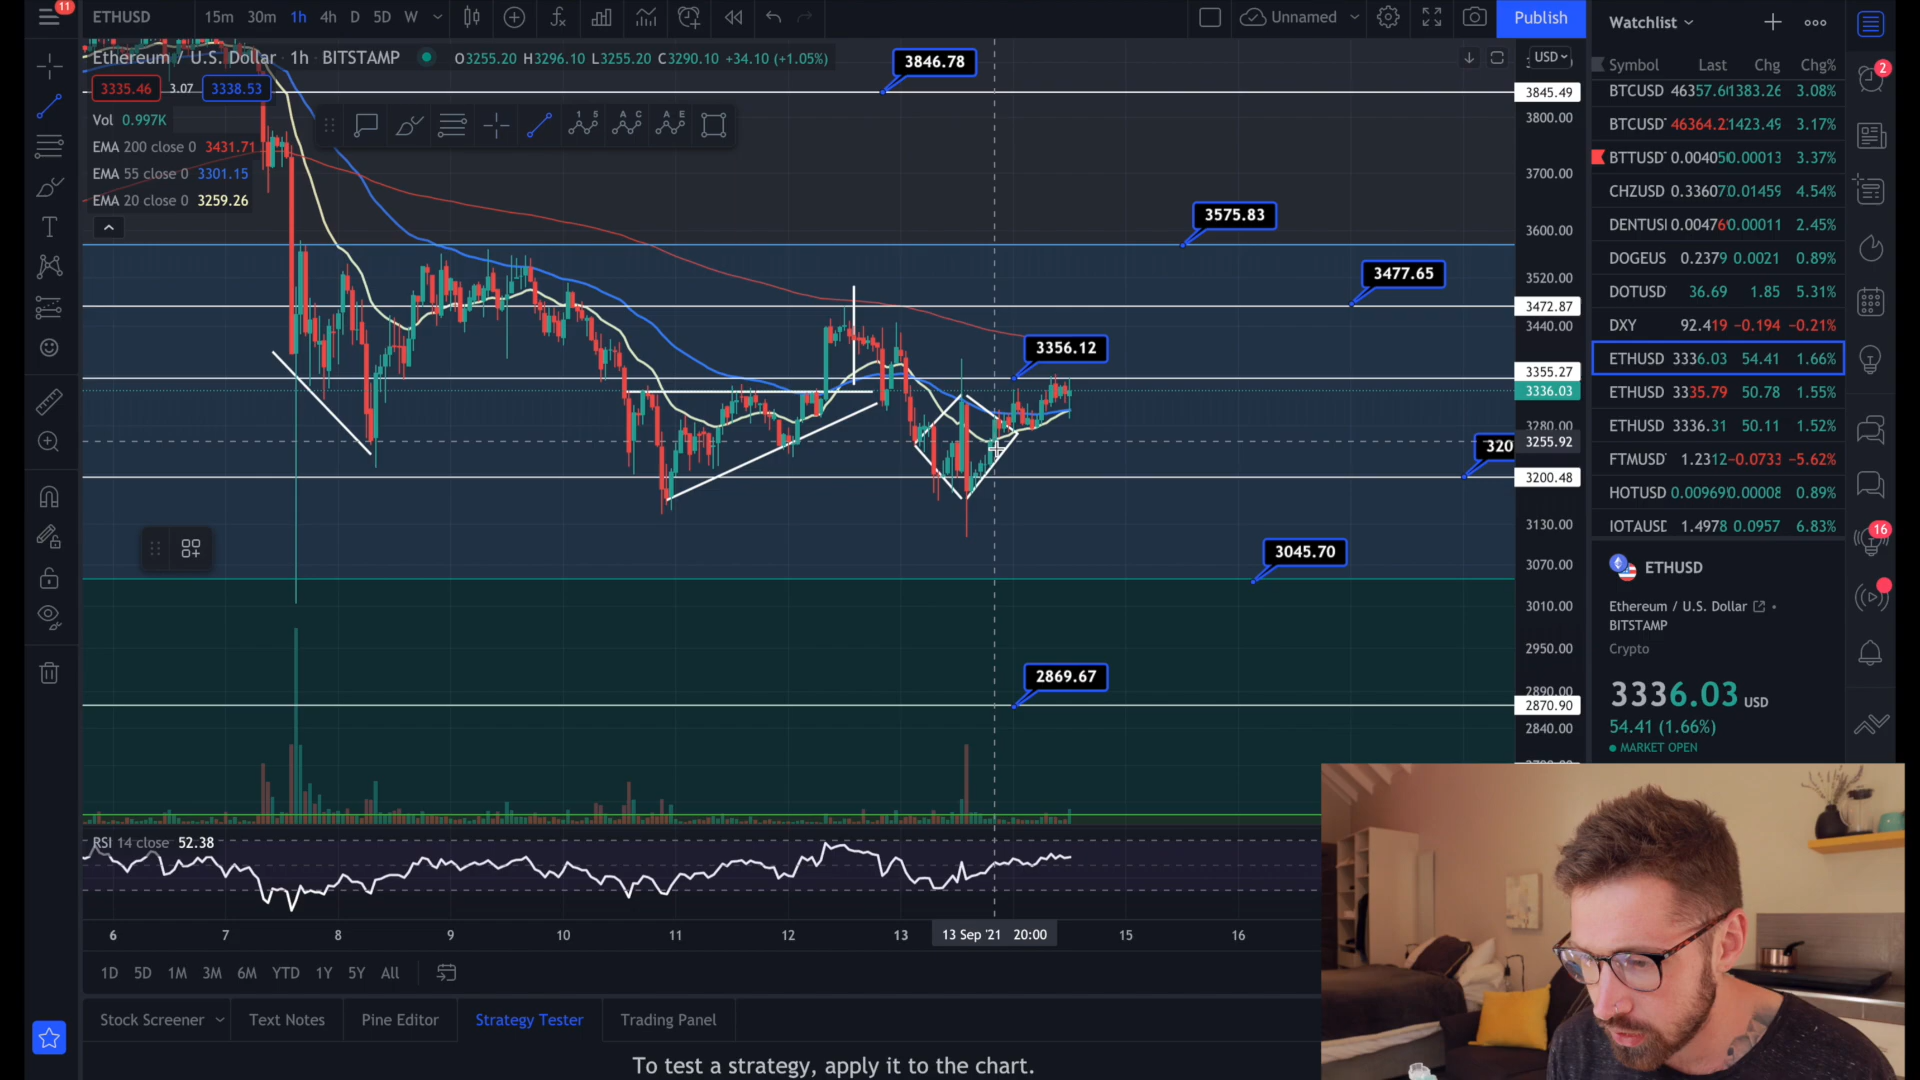 11
ETHUSD
15m 30m 1h 4h D 5D W
Unnamed
Publish
Watchlist
Ethereum / U.S. Dollar · 1h · BITSTAMP
O3255.20 H3296.10 L3255.20 C3290.10 +34.10 (+1.05%)
3335.46 3.07 3338.53
Vol 0.997K
EMA 200 close 0 3431.71
EMA 55 close 0 3301.15
EMA 20 close 0 3259.26
3846.78
3575.83
3477.65
3356.12
320
3045.70
2869.67
USD
3845.49
3800.00
3700.00
3600.00
3520.00
3472.87
3440.00
3355.27
3336.03
3280.00
3255.92
3200.48
3130.00
3070.00
3010.00
2950.00
2890.00
2870.90
2840.00
RSI 14 close 52.38
6 7 8 9 10 11 12 13 13 Sep '21 20:00 15 16
1D 5D 1M 3M 6M YTD 1Y 5Y All
Stock Screener Text Notes Pine Editor Strategy Tester Trading Panel
To test a strategy, apply it to the chart.
Symbol Last Chg Chg%
BTCUSD 46357.6 1383.26 3.08%
BTCUSD 46364.2 1423.49 3.17%
BTTUSD 0.00405 0.00013 3.37%
CHZUSD 0.3360 0.01459 4.54%
DENTUSI 0.00476 0.00011 2.45%
DOGEUS 0.2379 0.0021 0.89%
DOTUSD 36.69 1.85 5.31%
DXY 92.419 −0.194 −0.21%
ETHUSD 3336.03 54.41 1.66%
ETHUSD 3335.79 50.78 1.55%
ETHUSD 3336.31 50.11 1.52%
FTMUSD 1.2312 −0.0733 −5.62%
HOTUSD 0.00969 0.00008 0.89%
IOTAUSD 1.4978 0.0957 6.83%
ETHUSD
Ethereum / U.S. Dollar
BITSTAMP
Crypto
3336.03 USD
54.41 (1.66%)
MARKET OPEN
2
16